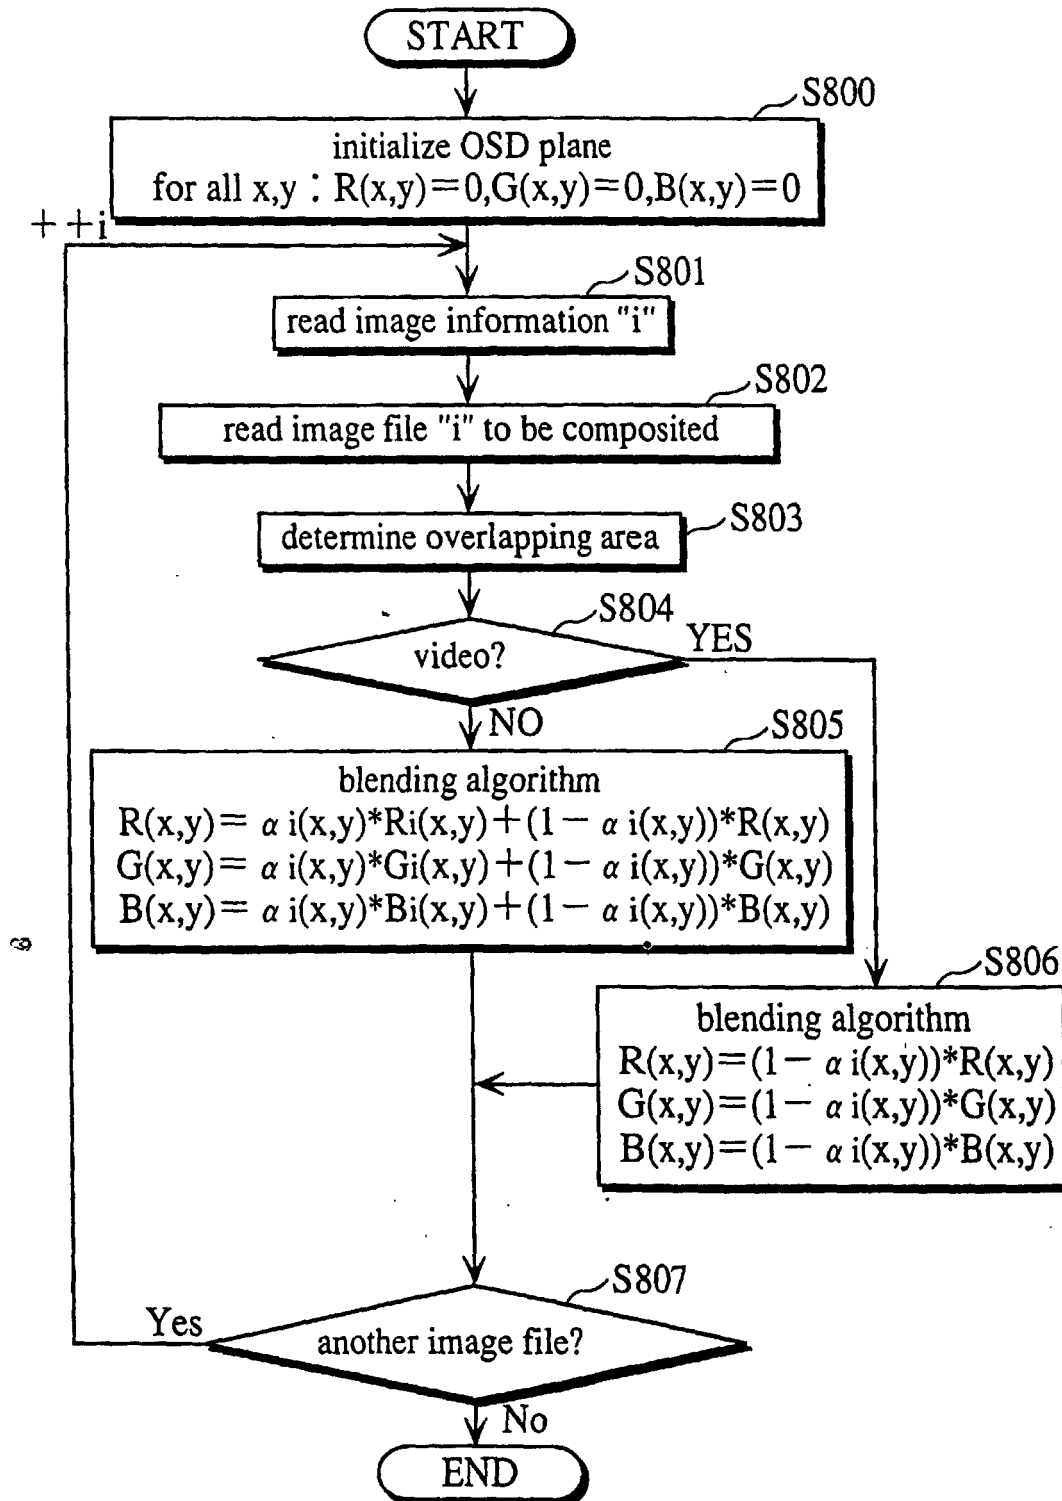 START
S800
initialize OSD plane
for all x,y : R(x,y)=0,G(x,y)=0,B(x,y)=0
++i
S801
read image information "i"
S802
read image file "i" to be composited
S803
determine overlapping area
S804
video?
YES
NO
S805
blending algorithm
R(x,y)= α i(x,y)*Ri(x,y)+(1- α i(x,y))*R(x,y)
G(x,y)= α i(x,y)*Gi(x,y)+(1- α i(x,y))*G(x,y)
B(x,y)= α i(x,y)*Bi(x,y)+(1- α i(x,y))*B(x,y)
S806
blending algorithm
R(x,y)=(1- α i(x,y))*R(x,y)
G(x,y)=(1- α i(x,y))*G(x,y)
B(x,y)=(1- α i(x,y))*B(x,y)
S807
Yes
another image file?
No
END